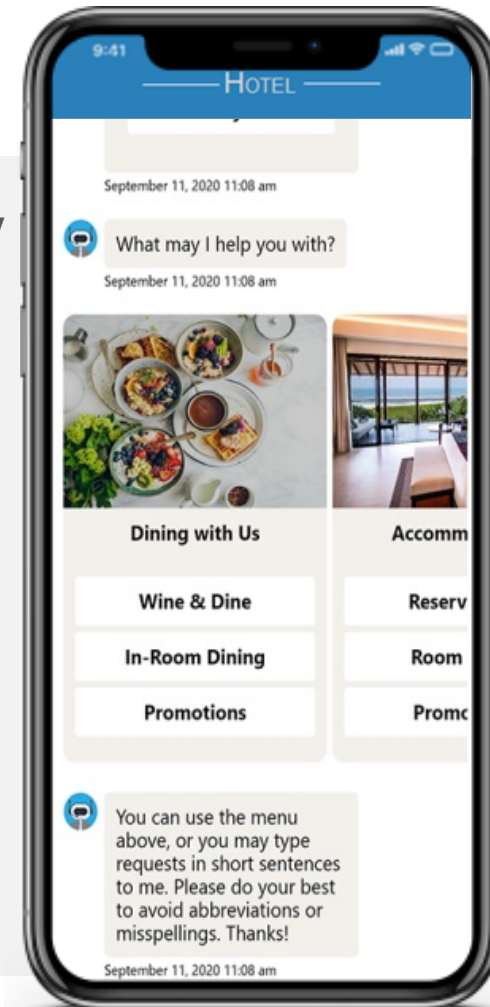 9:41
HOTEL
September 11, 2020 11:08 am
What may I help you with?
September 11, 2020 11:08 am
Dining with Us
Accomm
Wine & Dine
Reserv
In-Room Dining
Room
Promotions
Promo
You can use the menu
above, or you may type
requests in short sentences
to me. Please do your best
to avoid abbreviations or
misspellings. Thanks!
September 11, 2020 11:08 am